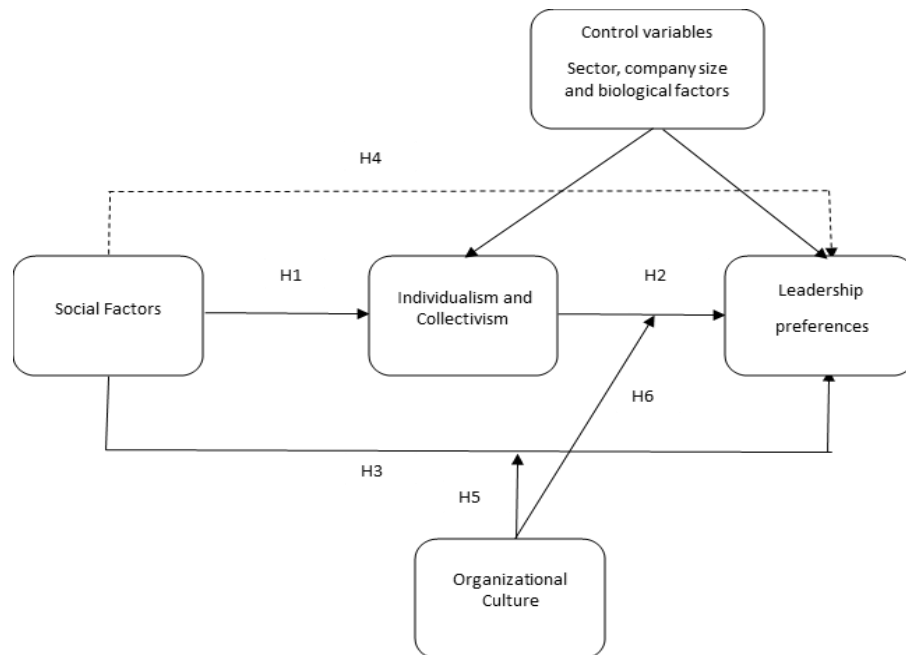 Control variables
Sector, company size
and biological factors
H4
Social Factors
H1
Individualism and
Collectivism
H2
Leadership
preferences
H6
H3
H5
Organizational
Culture